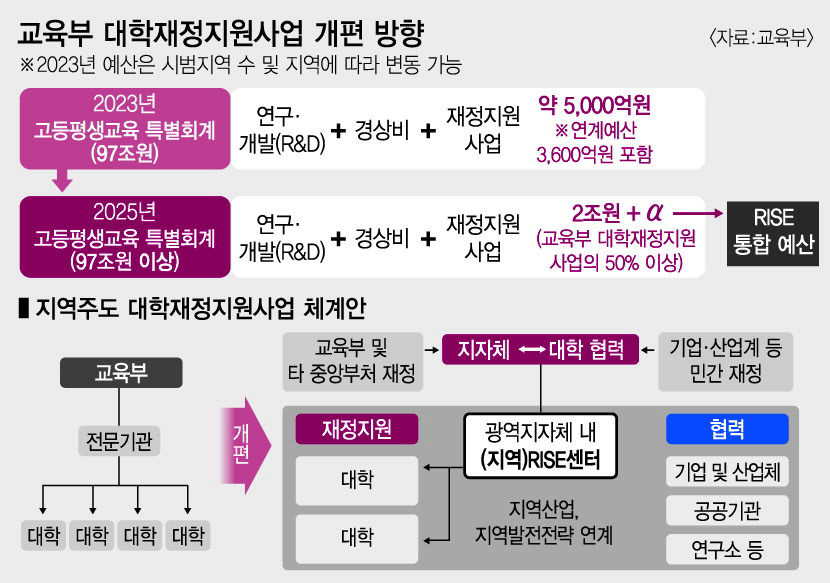 교육부 대학재정지원사업 개편 방향
〈자료:교육부〉
※2023년 예산은 시범지역 수 및 지역에 따라 변동 가능
2023년
고등평생교육 특별회계
(97조원)
연구·
개발(R&D)
+
경상비
+
재정지원
사업
약 5,000억원
※연계예산
3,600억원 포함
2025년
고등평생교육 특별회계
(97조원 이상)
연구·
개발(R&D)
+
경상비
+
재정지원
사업
2조원 + α
(교육부 대학재정지원
사업의 50% 이상)
RISE
통합 예산
지역주도 대학재정지원사업 체계안
교육부
전문기관
대학 대학 대학 대학
개편
교육부 및
타 중앙부처 재정
지자체 ↔ 대학 협력
기업·산업계 등
민간 재정
재정지원
대학
대학
광역지자체 내
(지역)RISE센터
지역산업,
지역발전전략 연계
협력
기업 및 산업체
공공기관
연구소 등